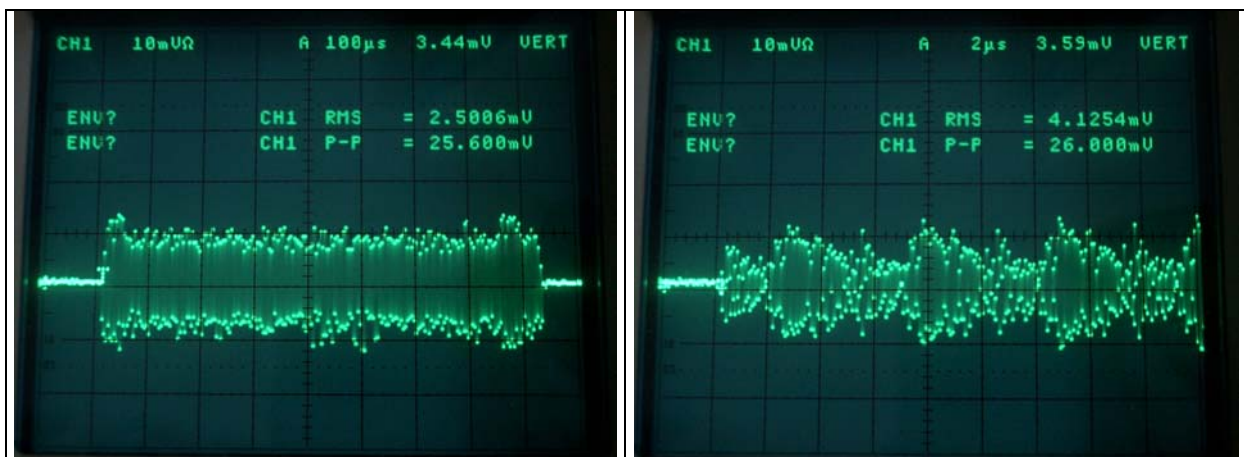 CH1 10mVΩ A 100µs 3.44mV VERT
ENV? CH1 RMS = 2.5006mV
ENV? CH1 P-P = 25.600mV
CH1 10mVΩ A 2µs 3.59mV VERT
ENV? CH1 RMS = 4.1254mV
ENV? CH1 P-P = 26.000mV